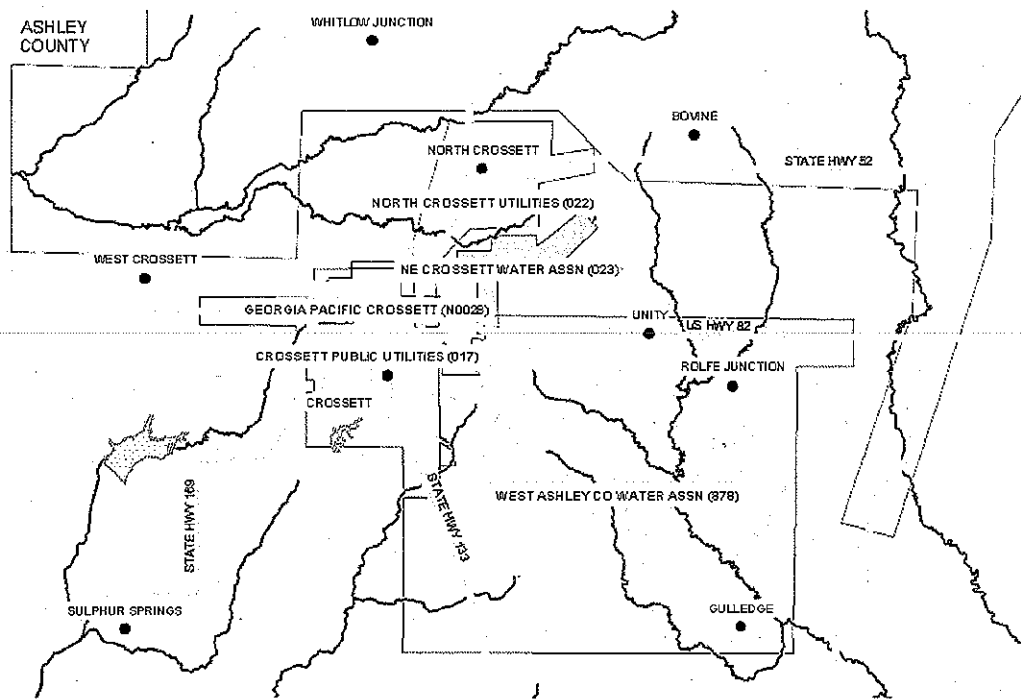 ASHLEY
COUNTY
WHITLOW JUNCTION
BOVINE
NORTH CROSSETT
STATE HWY 52
NORTH CROSSETT UTILITIES (022)
WEST CROSSETT
NE CROSSETT WATER ASSN (023)
GEORGIA PACIFIC CROSSETT (N0028)
UNITY
US HWY 82
CROSSETT PUBLIC UTILITIES (017)
ROLFE JUNCTION
CROSSETT
STATE HWY 169
STATE HWY 133
WEST ASHLEY CO WATER ASSN (878)
SULPHUR SPRINGS
GULLEDGE